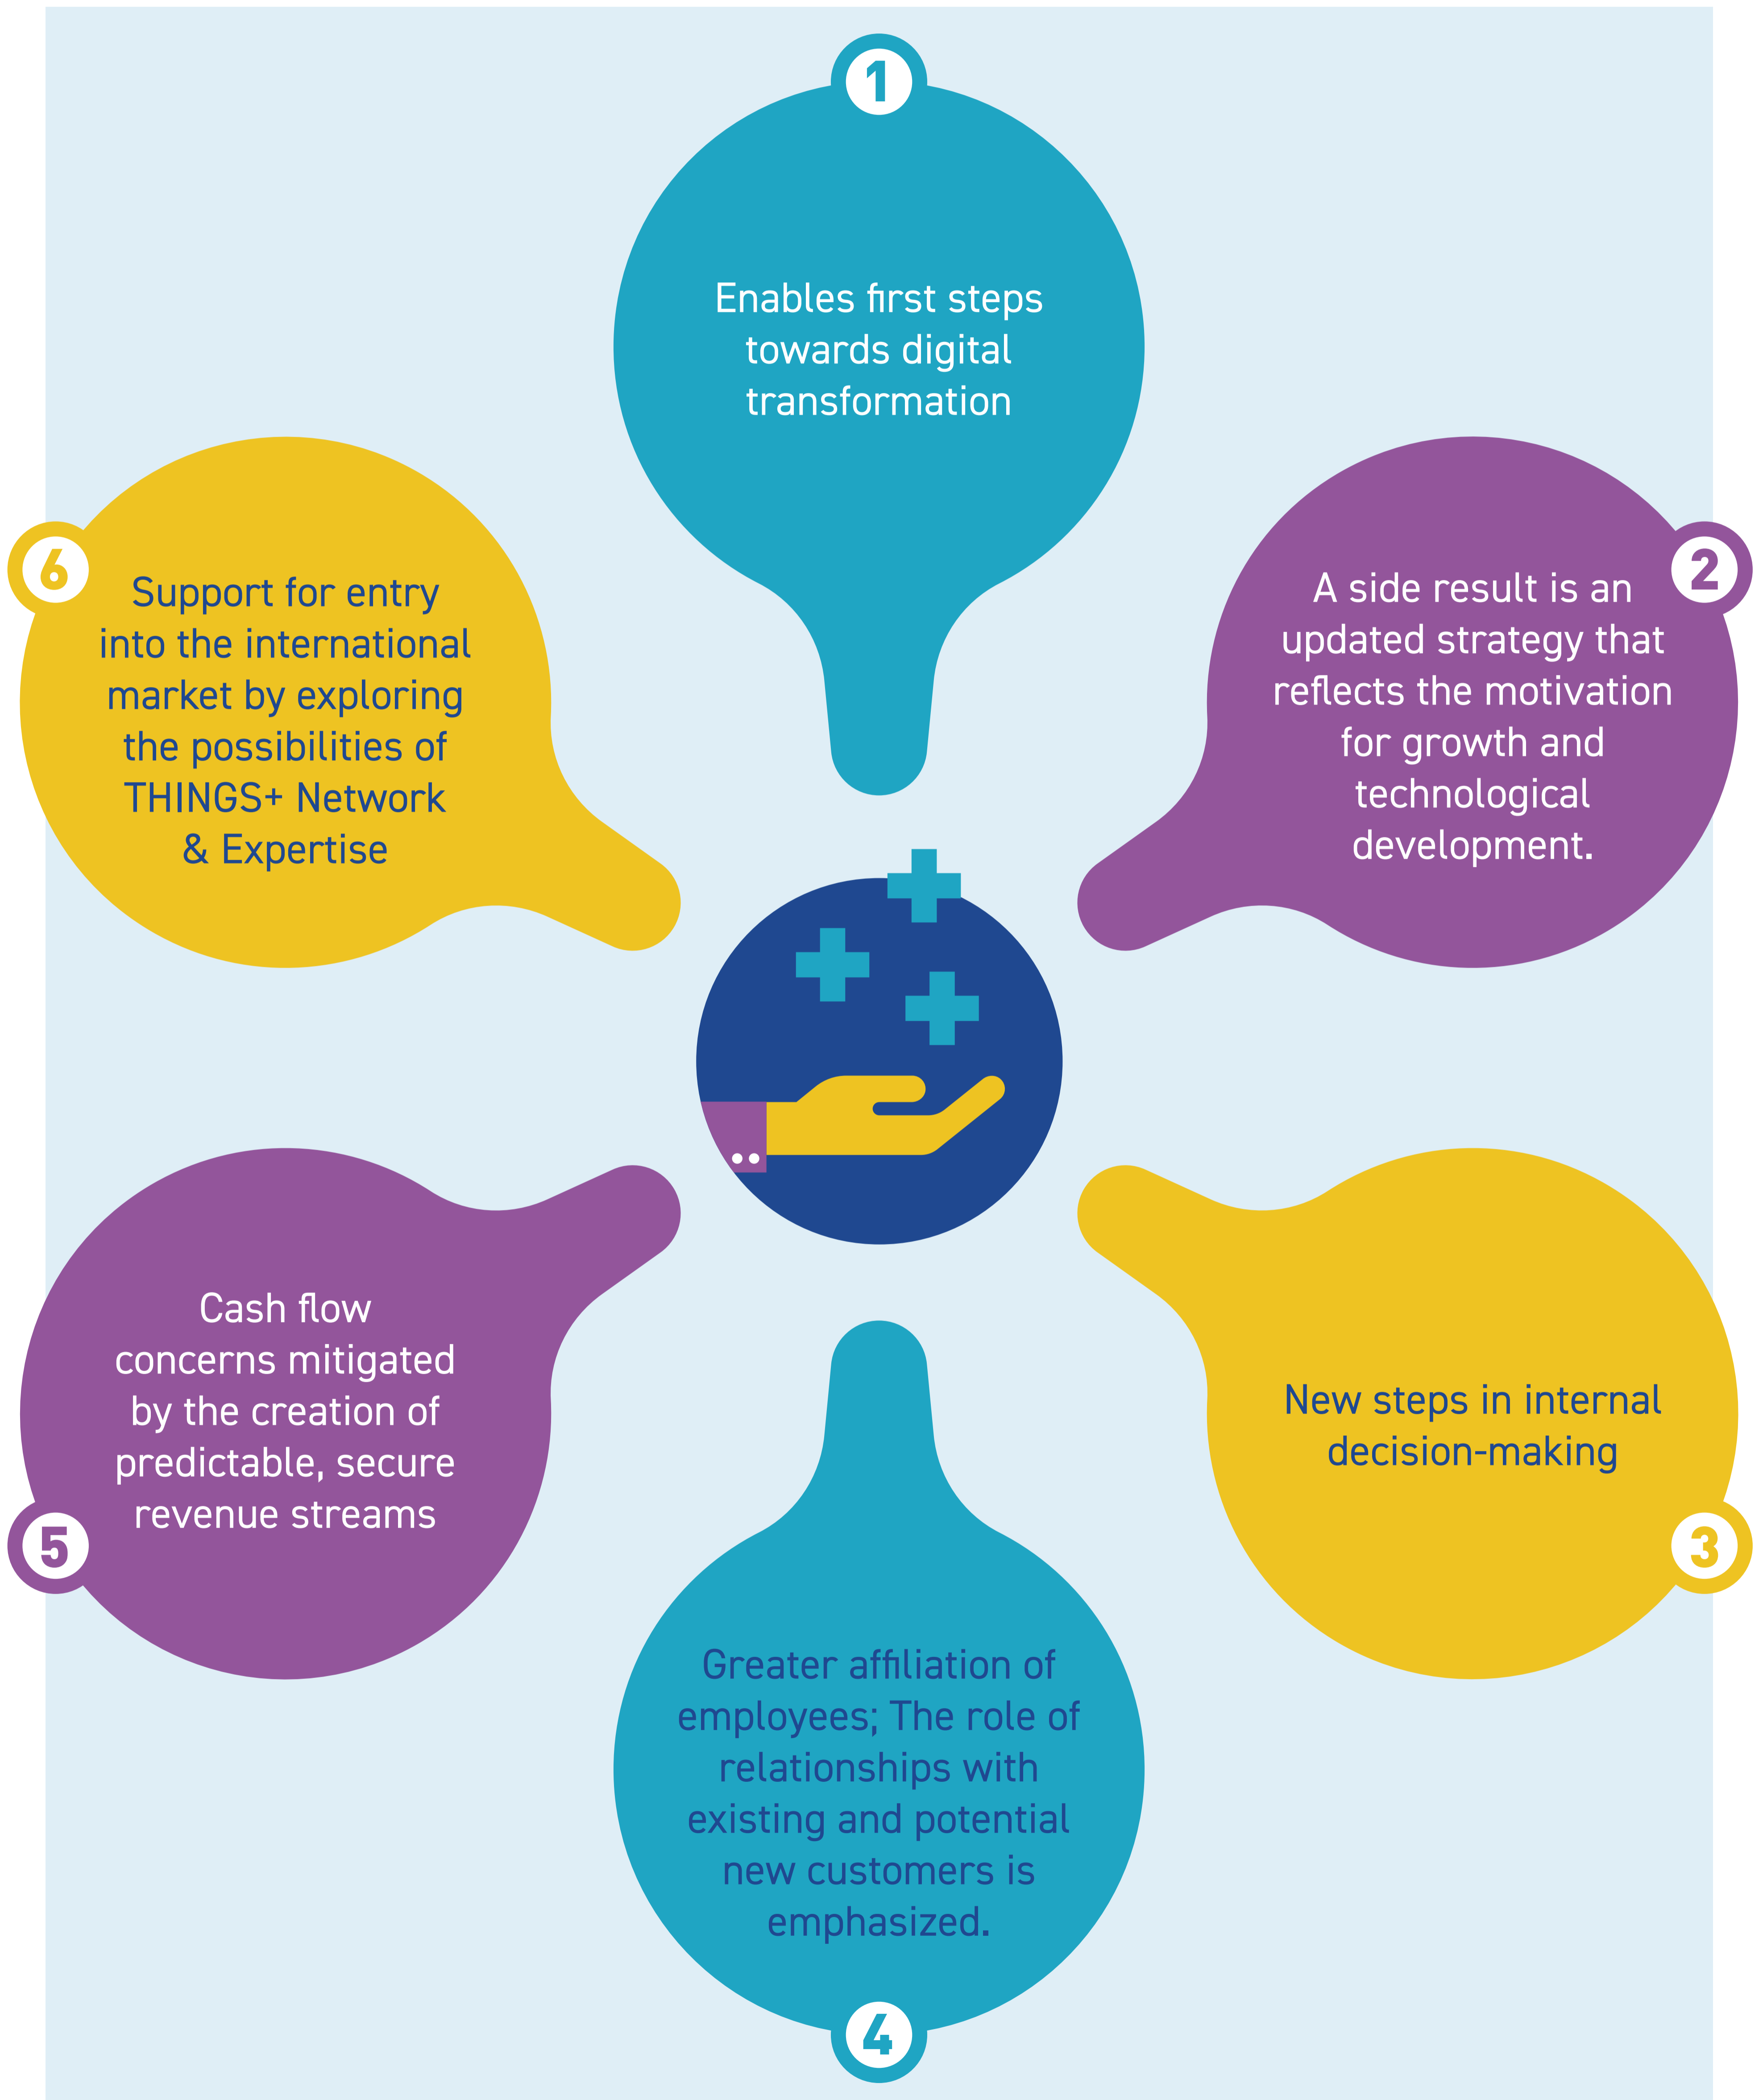 1
Enables first steps
towards digital
transformation
2
A side result is an
updated strategy that
reflects the motivation
for growth and
technological
development.
3
New steps in internal
decision-making
4
Greater affiliation of
employees; The role of
relationships with
existing and potential
new customers is
emphasized.
5
Cash flow
concerns mitigated
by the creation of
predictable, secure
revenue streams
6
Support for entry
into the international
market by exploring
the possibilities of
THINGS+ Network
& Expertise